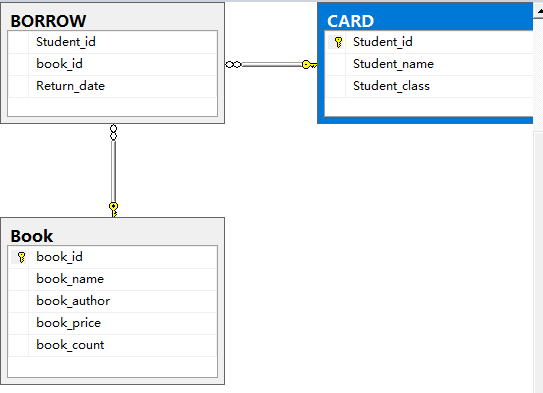 BORROW
Student_id
book_id
Return_date
CARD
Student_id
Student_name
Student_class
Book
book_id
book_name
book_author
book_price
book_count